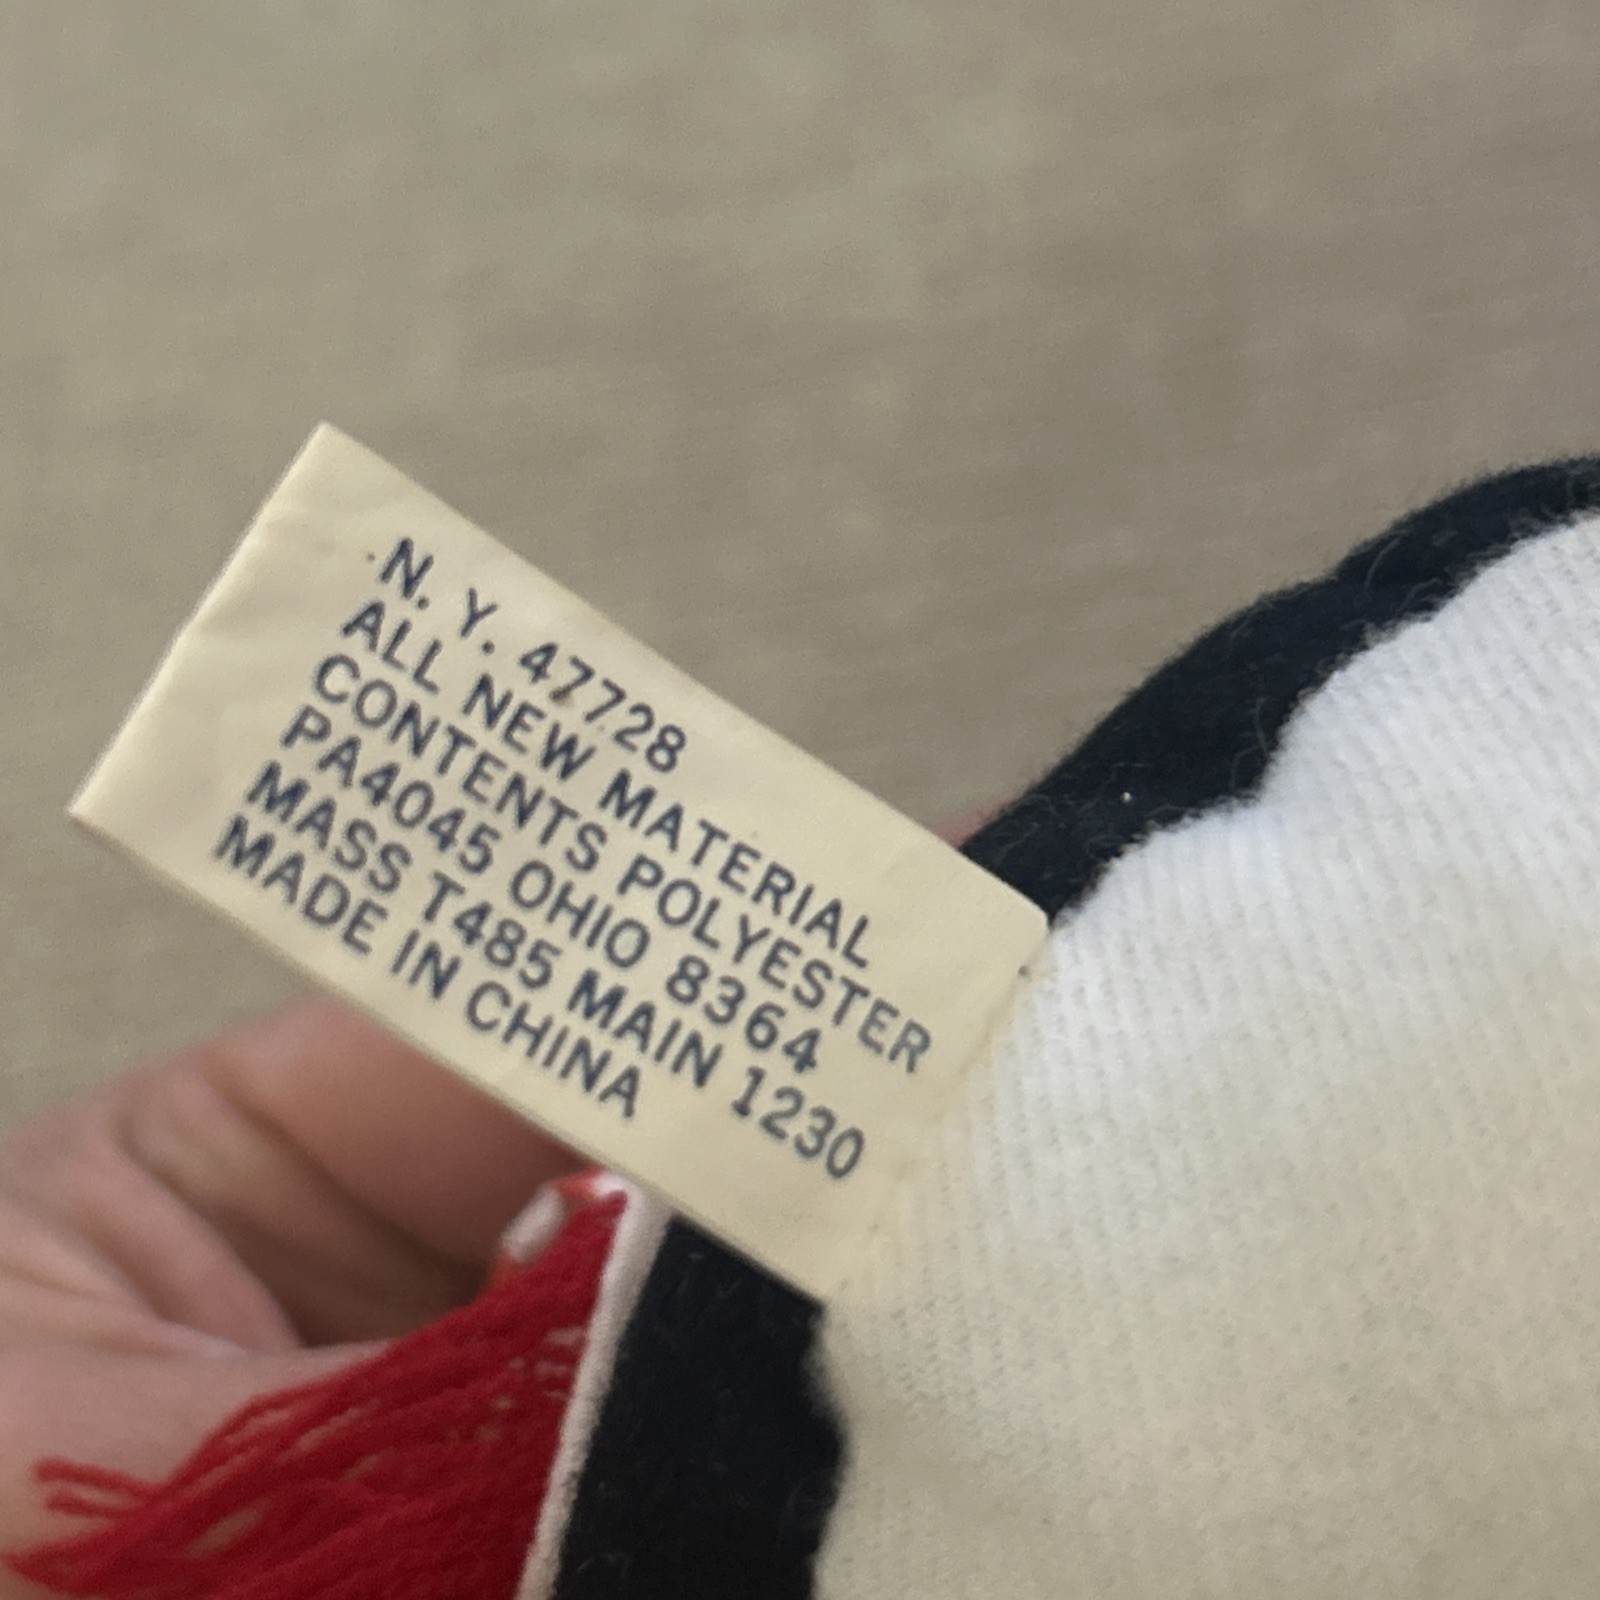 N. Y. 47728
ALL NEW MATERIAL
CONTENTS POLYESTER
PA4045 OHIO 8364
MASS T485 MAIN 1230
MADE IN CHINA